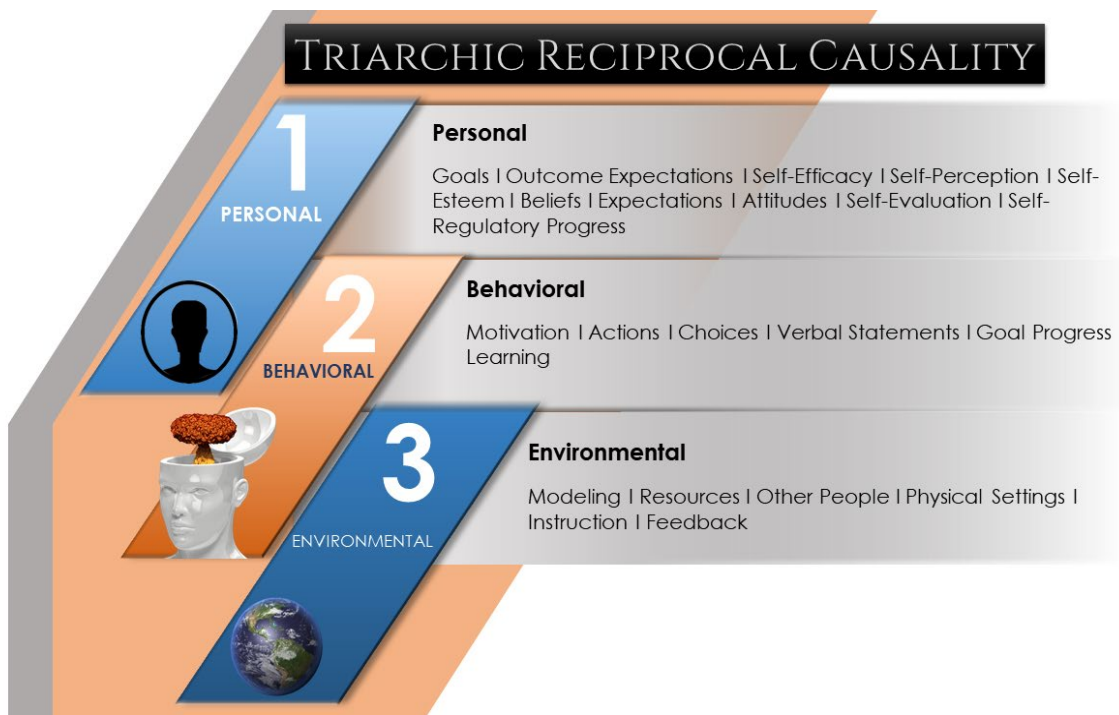 TRIARCHIC RECIPROCAL CAUSALITY
1
PERSONAL
Personal
Goals I Outcome Expectations I Self-Efficacy I Self-Perception I Self-
Esteem I Beliefs I Expectations I Attitudes I Self-Evaluation I Self-
Regulatory Progress
2
BEHAVIORAL
Behavioral
Motivation I Actions I Choices I Verbal Statements I Goal Progress
Learning
3
ENVIRONMENTAL
Environmental
Modeling I Resources I Other People I Physical Settings I
Instruction I Feedback